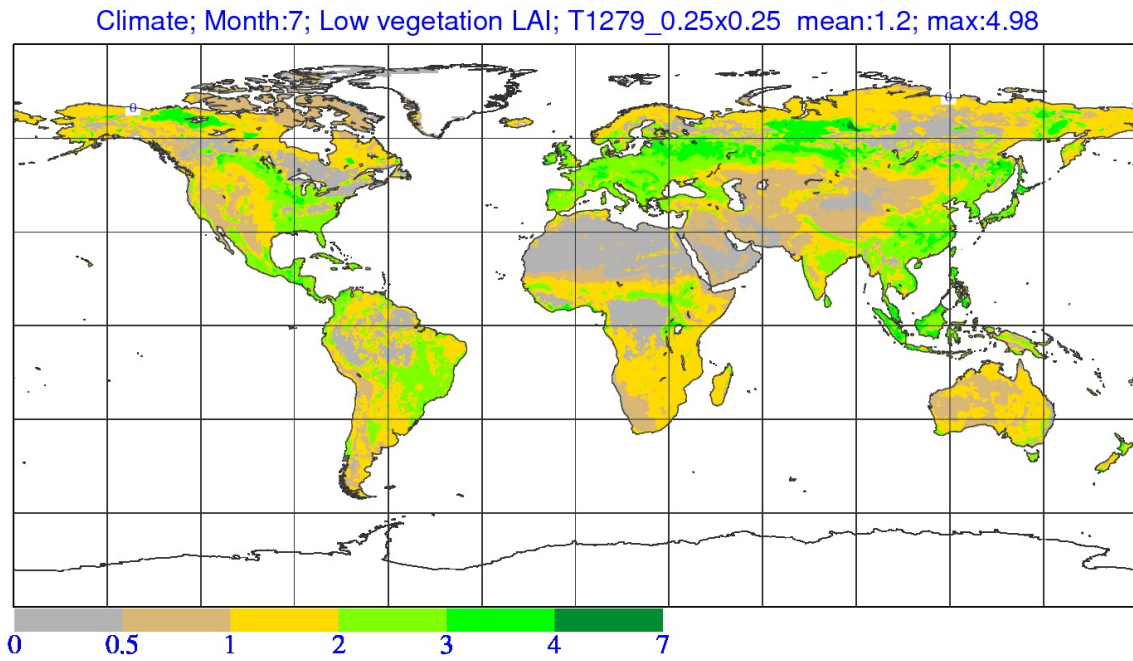 Climate; Month:7; Low vegetation LAI; T1279_0.25x0.25 mean:1.2; max:4.98
0 0
0 0.5 1 2 3 4 7